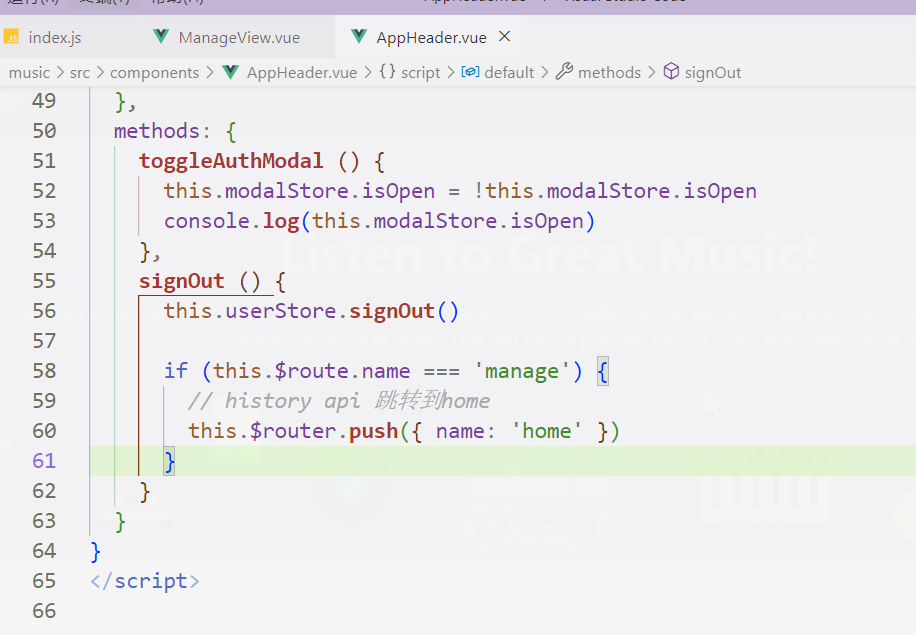 index.js
ManageView.vue
AppHeader.vue
music > src > components > AppHeader.vue > {} script > default > methods > signOut
49 },
50 methods: {
51 toggleAuthModal () {
52 this.modalStore.isOpen = !this.modalStore.isOpen
53 console.log(this.modalStore.isOpen)
54 },
55 signOut () {
56 this.userStore.signOut()
57
58 if (this.$route.name === 'manage') {
59 // history api 跳转到home
60 this.$router.push({ name: 'home' })
61 }
62 }
63 }
64 }
65 </script>
66
Listen to Great Music!